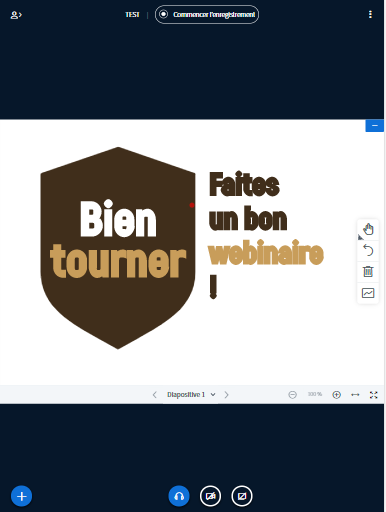 TEST
Commencer l'enregistrement
Bien
tourner
Faites
un bon
webinaire
!
Diapositive 1
100 %